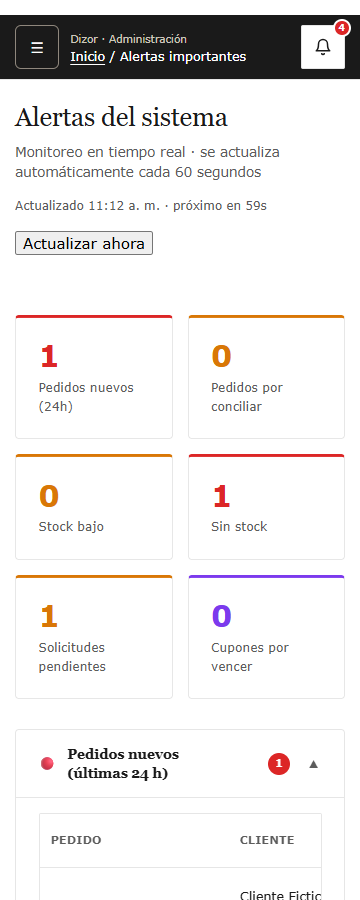 Dizor · Administración
Inicio / Alertas importantes
4
Alertas del sistema
Monitoreo en tiempo real · se actualiza
automáticamente cada 60 segundos
Actualizado 11:12 a. m. · próximo en 59s
Actualizar ahora
1
Pedidos nuevos
(24h)
0
Pedidos por
conciliar
0
Stock bajo
1
Sin stock
1
Solicitudes
pendientes
0
Cupones por
vencer
Pedidos nuevos
(últimas 24 h)
1
PEDIDO
CLIENTE
Cliente Fictic